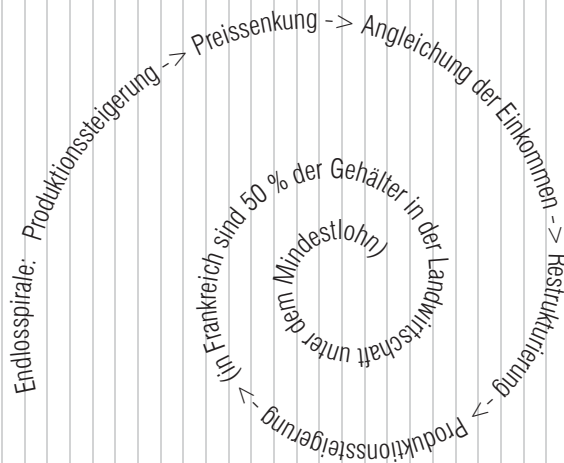 Endlosspirale: Produktionssteigerung -> Preissenkung -> Angleichung der Einkommen -> Restrukturierung -> Produktionssteigerung -> (in Frankreich sind 50 % der Gehälter in der Landwirtschaft unter dem Mindestlohn)